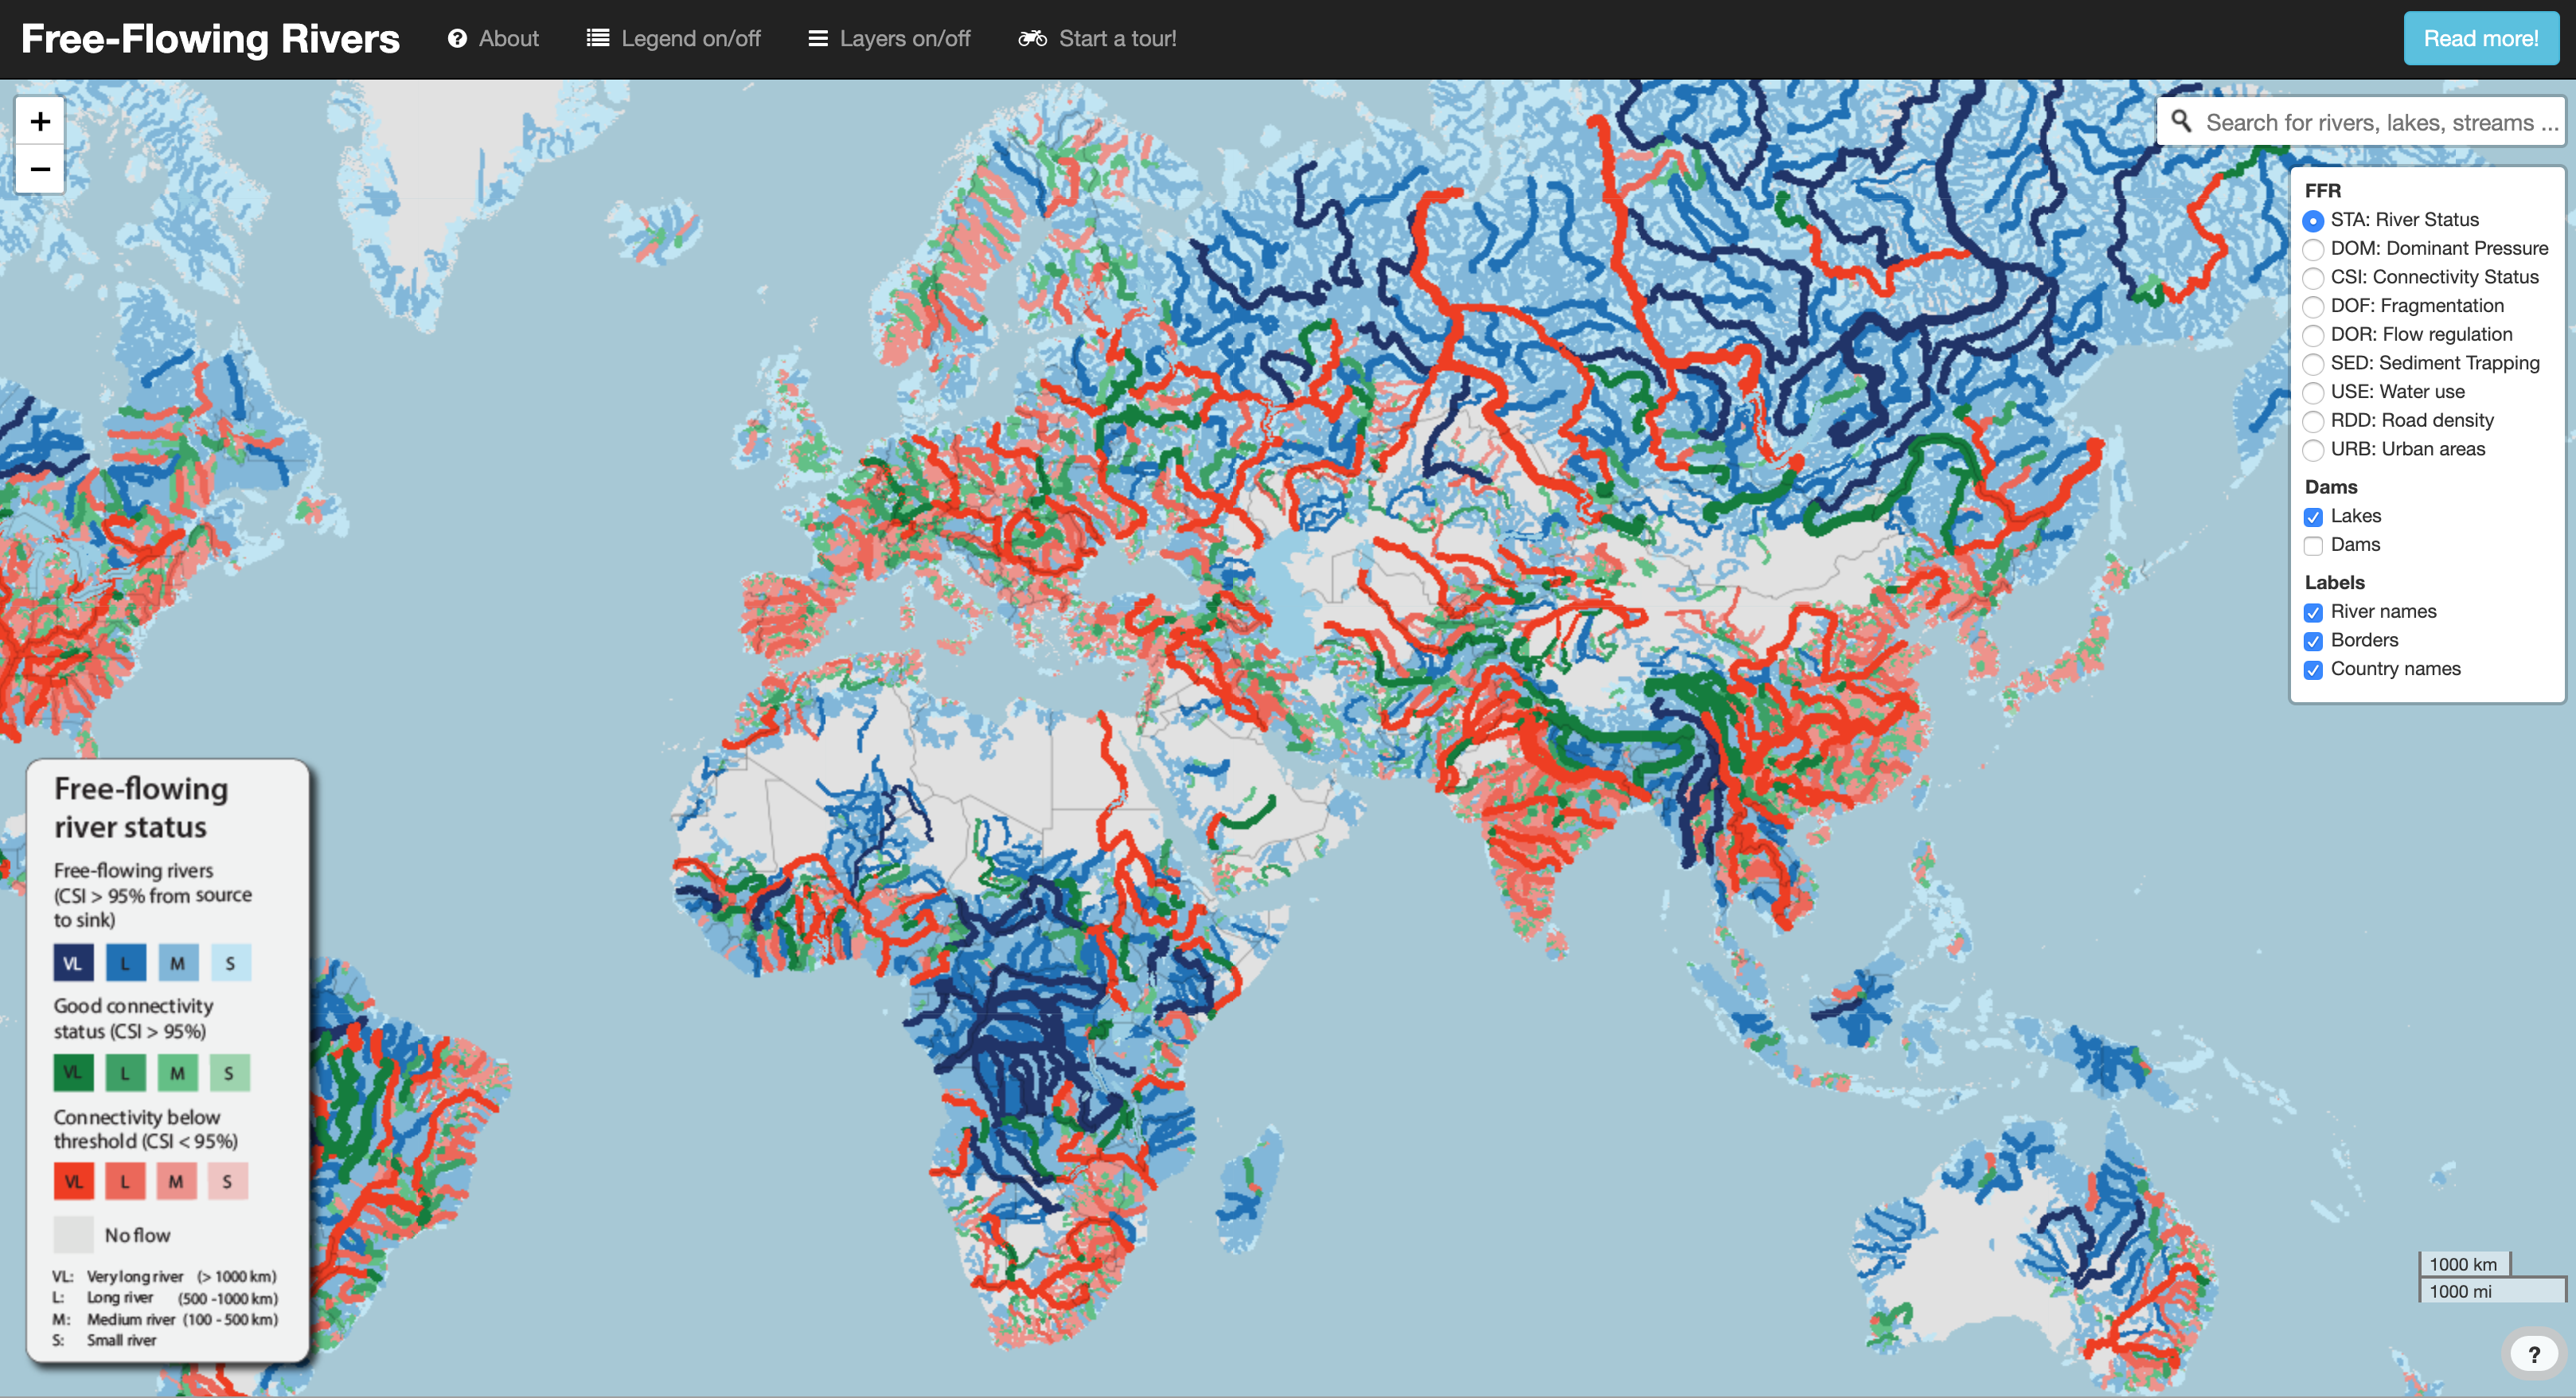 Free-Flowing Rivers
About
Legend on/off
Layers on/off
Start a tour!
Read more!
+
−
Search for rivers, lakes, streams ...
FFR
STA: River Status
DOM: Dominant Pressure
CSI: Connectivity Status
DOF: Fragmentation
DOR: Flow regulation
SED: Sediment Trapping
USE: Water use
RDD: Road density
URB: Urban areas
Dams
Lakes
Dams
Labels
River names
Borders
Country names
Free-flowing
river status
Free-flowing rivers
(CSI > 95% from source
to sink)
VL L M S
Good connectivity
status (CSI > 95%)
VL L M S
Connectivity below
threshold (CSI < 95%)
VL L M S
No flow
VL: Very long river (> 1000 km)
L: Long river (500 -1000 km)
M: Medium river (100 - 500 km)
S: Small river
1000 km
1000 mi
?